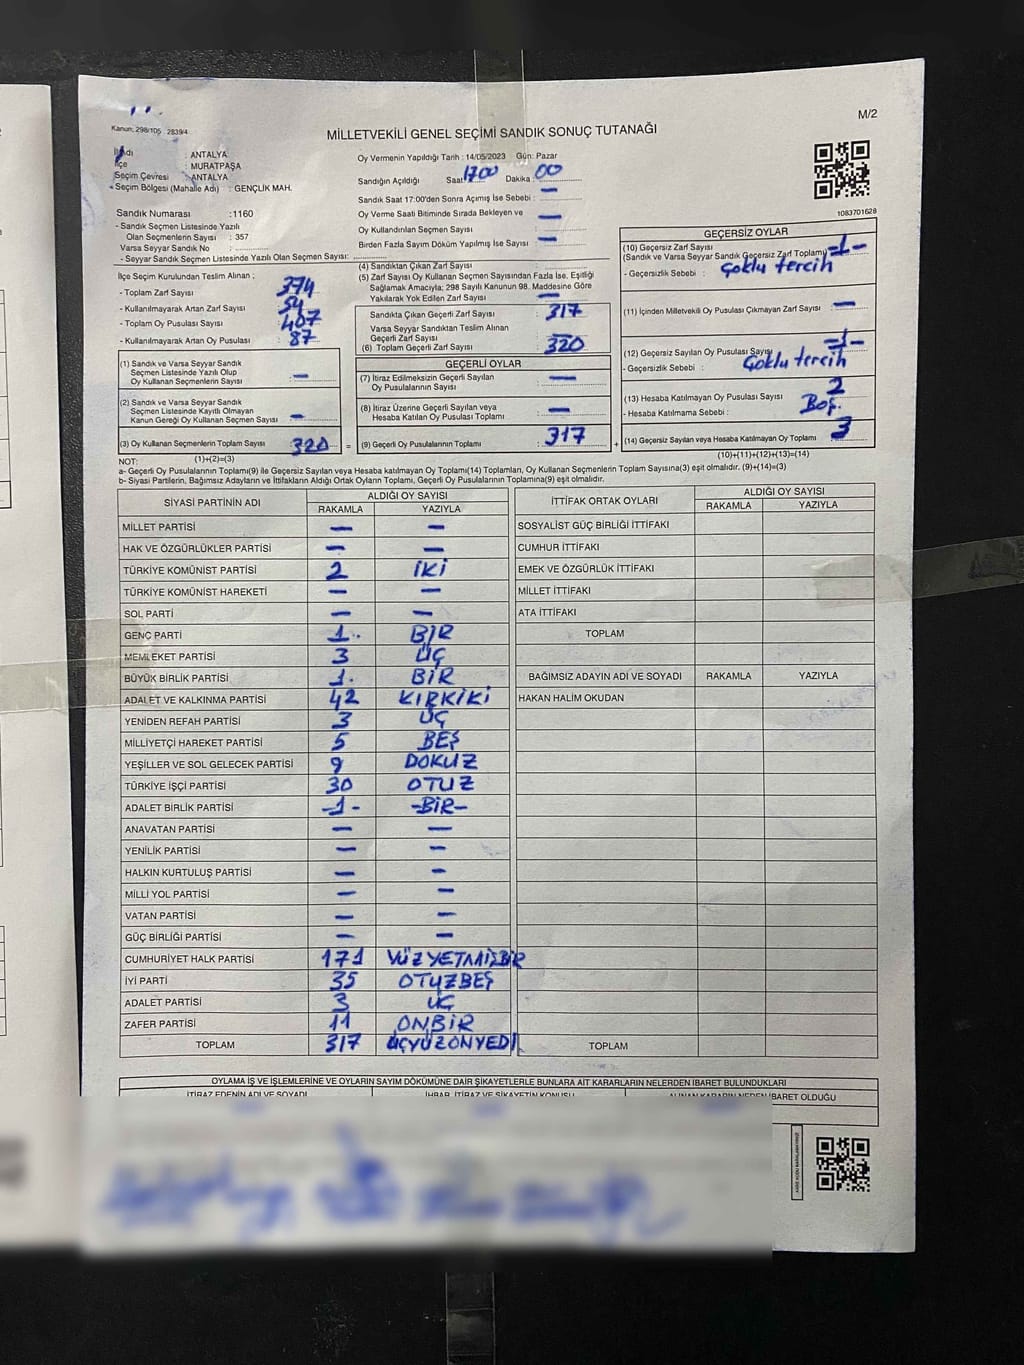 M/2
Kanun: 298/105 . 2839/4
MİLLETVEKİLİ GENEL SEÇİMİ SANDIK SONUÇ TUTANAĞI
İli Adı : ANTALYA
İlçe : MURATPAŞA
Seçim Çevresi : ANTALYA
Seçim Bölgesi (Mahalle Adı) : GENÇLİK MAH.
Oy Vermenin Yapıldığı Tarih : 14/05/2023 Gün: Pazar
Sandığın Açıldığı Saat: 1700 Dakika : 00
Sandık Saat 17:00'den Sonra Açımış İse Sebebi : —
Oy Verme Saati Bitiminde Sırada Bekleyen ve
Oy Kullandırılan Seçmen Sayısı : —
Birden Fazla Sayım Döküm Yapılmış İse Sayısı : —
Sandık Numarası :1160
- Sandık Seçmen Listesinde Yazılı
Olan Seçmenlerin Sayısı : 357
Varsa Seyyar Sandık No :
- Seyyar Sandık Seçmen Listesinde Yazılı Olan Seçmen Sayısı:
1083701628
İlçe Seçim Kurulundan Teslim Alınan ;
- Toplam Zarf Sayısı : 374
- Kullanılmayarak Artan Zarf Sayısı : 54
- Toplam Oy Pusulası Sayısı : 407
- Kullanılmayarak Artan Oy Pusulası : 87
(4) Sandıktan Çıkan Zarf Sayısı :
(5) Zarf Sayısı Oy Kullanan Seçmen Sayısından Fazla İse, Eşitliği
Sağlamak Amacıyla; 298 Sayılı Kanunun 98. Maddesine Göre
Yakılarak Yok Edilen Zarf Sayısı : —
Sandıkta Çıkan Geçerli Zarf Sayısı : 317
Varsa Seyyar Sandıktan Teslim Alınan
Geçerli Zarf Sayısı :
(6) Toplam Geçerli Zarf Sayısı : 320
GEÇERSİZ OYLAR
(10) Geçersiz Zarf Sayısı
(Sandık ve Varsa Seyyar Sandık Geçersiz Zarf Toplamı) -1-
- Geçersizlik Sebebi : Çoklu tercih
(11) İçinden Milletvekili Oy Pusulası Çıkmayan Zarf Sayısı : —
(12) Geçersiz Sayılan Oy Pusulası Sayısı -1-
- Geçersizlik Sebebi : Çoklu tercih
(13) Hesaba Katılmayan Oy Pusulası Sayısı : 2
- Hesaba Katılmama Sebebi : Boş.
(14) Geçersiz Sayılan veya Hesaba Katılmayan Oy Toplamı : 3
(10)+(11)+(12)+(13)=(14)
(1) Sandık ve Varsa Seyyar Sandık
Seçmen Listesinde Yazılı Olup
Oy Kullanan Seçmenlerin Sayısı : —
(2) Sandık ve Varsa Seyyar Sandık
Seçmen Listesinde Kayıtlı Olmayan
Kanun Gereği Oy Kullanan Seçmen Sayısı : —
(3) Oy Kullanan Seçmenlerin Toplam Sayısı 320 =
(1)+(2)=(3)
GEÇERLİ OYLAR
(7) İtiraz Edilmeksizin Geçerli Sayılan
Oy Pusulalarının Sayısı : —
(8) İtiraz Üzerine Geçerli Sayılan veya
Hesaba Katılan Oy Pusulası Toplamı : —
(9) Geçerli Oy Pusulalarının Toplamı : 317 +
NOT:
a- Geçerli Oy Pusulalarının Toplamı(9) ile Geçersiz Sayılan veya Hesaba katılmayan Oy Toplamı(14) Toplamları, Oy Kullanan Seçmenlerin Toplam Sayısına(3) eşit olmalıdır. (9)+(14)=(3)
b- Siyasi Partilerin, Bağımsız Adayların ve İttifakların Aldığı Ortak Oyların Toplamı, Geçerli Oy Pusulalarının Toplamına(9) eşit olmalıdır.
SİYASİ PARTİNİN ADI ALDIĞI OY SAYISI
RAKAMLA YAZIYLA
MİLLET PARTİSİ — —
HAK VE ÖZGÜRLÜKLER PARTİSİ — —
TÜRKİYE KOMÜNİST PARTİSİ 2 İKİ
TÜRKİYE KOMÜNİST HAREKETİ — —
SOL PARTİ — —
GENÇ PARTİ 1.. BİR
MEMLEKET PARTİSİ 3 ÜÇ
BÜYÜK BİRLİK PARTİSİ 1. BİR
ADALET VE KALKINMA PARTİSİ 42 KIRKİKİ
YENİDEN REFAH PARTİSİ 3 ÜÇ
MİLLİYETÇİ HAREKET PARTİSİ 5 BEŞ
YEŞİLLER VE SOL GELECEK PARTİSİ 9 DOKUZ
TÜRKİYE İŞÇİ PARTİSİ 30 OTUZ
ADALET BİRLİK PARTİSİ -1- -BİR-
ANAVATAN PARTİSİ — —
YENİLİK PARTİSİ — —
HALKIN KURTULUŞ PARTİSİ — —
MİLLİ YOL PARTİSİ — —
VATAN PARTİSİ — —
GÜÇ BİRLİĞİ PARTİSİ — —
CUMHURİYET HALK PARTİSİ 171 YÜZYETMİŞBİR
İYİ PARTİ 35 OTUZBEŞ
ADALET PARTİSİ 3 ÜÇ
ZAFER PARTİSİ 11 ONBİR
TOPLAM 317 ÜÇYÜZONYEDİ
İTTİFAK ORTAK OYLARI ALDIĞI OY SAYISI
RAKAMLA YAZIYLA
SOSYALİST GÜÇ BİRLİĞİ İTTİFAKI
CUMHUR İTTİFAKI
EMEK VE ÖZGÜRLÜK İTTİFAKI
MİLLET İTTİFAKI
ATA İTTİFAKI
TOPLAM
BAĞIMSIZ ADAYIN ADI VE SOYADI RAKAMLA YAZIYLA
HAKAN HALİM OKUDAN
TOPLAM
OYLAMA İŞ VE İŞLEMLERİNE VE OYLARIN SAYIM DÖKÜMÜNE DAİR ŞİKAYETLERLE BUNLARA AİT KARARLARIN NELERDEN İBARET BULUNDUKLARI
İTİRAZ EDENİN ADI VE SOYADI İHBAR, İTİRAZ VE ŞİKAYETİN KONUSU ALINAN KARARIN NEDEN İBARET OLDUĞU